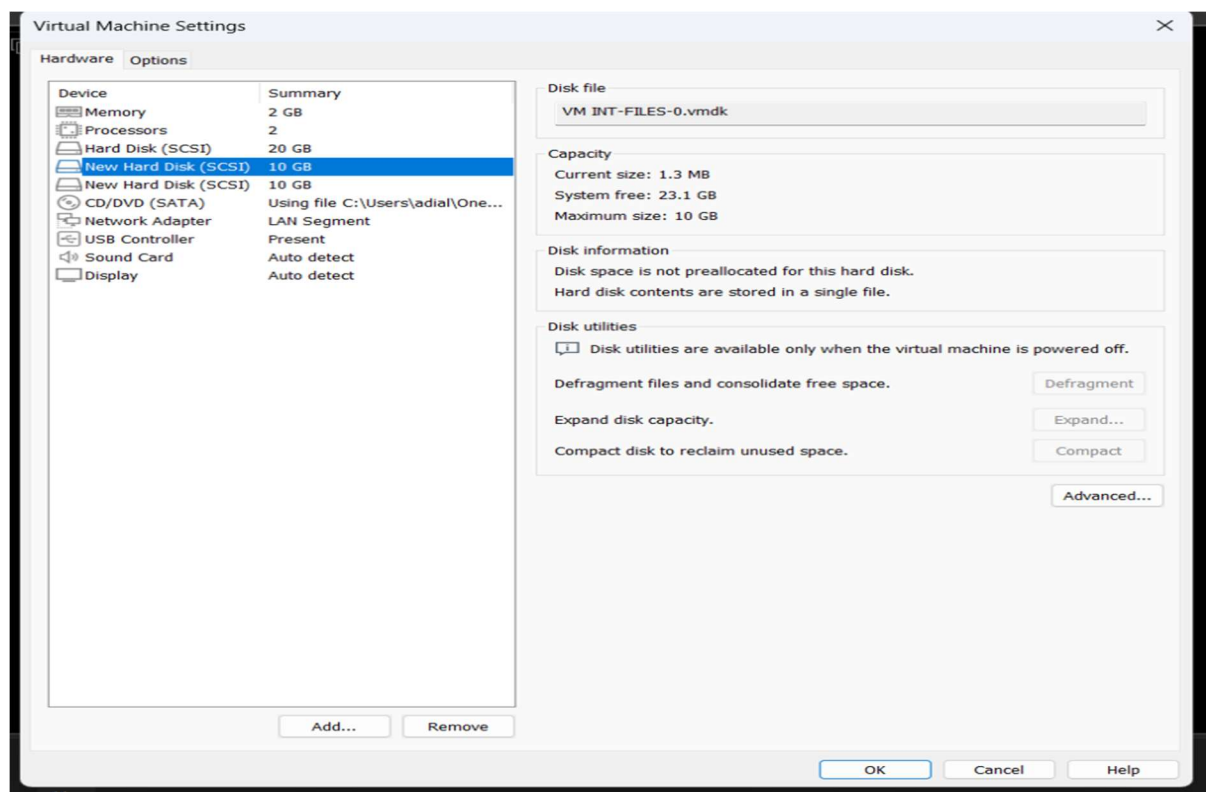 Virtual Machine Settings
Hardware Options
Device Summary
Memory 2 GB
Processors 2
Hard Disk (SCSI) 20 GB
New Hard Disk (SCSI) 10 GB
New Hard Disk (SCSI) 10 GB
CD/DVD (SATA) Using file C:\Users\adial\One...
Network Adapter LAN Segment
USB Controller Present
Sound Card Auto detect
Display Auto detect
Add... Remove
Disk file
VM INT-FILES-0.vmdk
Capacity
Current size: 1.3 MB
System free: 23.1 GB
Maximum size: 10 GB
Disk information
Disk space is not preallocated for this hard disk.
Hard disk contents are stored in a single file.
Disk utilities
Disk utilities are available only when the virtual machine is powered off.
Defragment files and consolidate free space. Defragment
Expand disk capacity. Expand...
Compact disk to reclaim unused space. Compact
Advanced...
OK Cancel Help